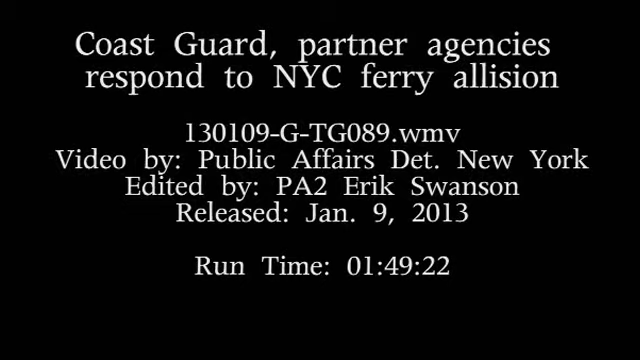 Coast Guard, partner agencies
respond to NYC ferry allision
130109-G-TG089.wmv
Video by: Public Affairs Det. New York
Edited by: PA2 Erik Swanson
Released: Jan. 9, 2013
Run Time: 01:49:22